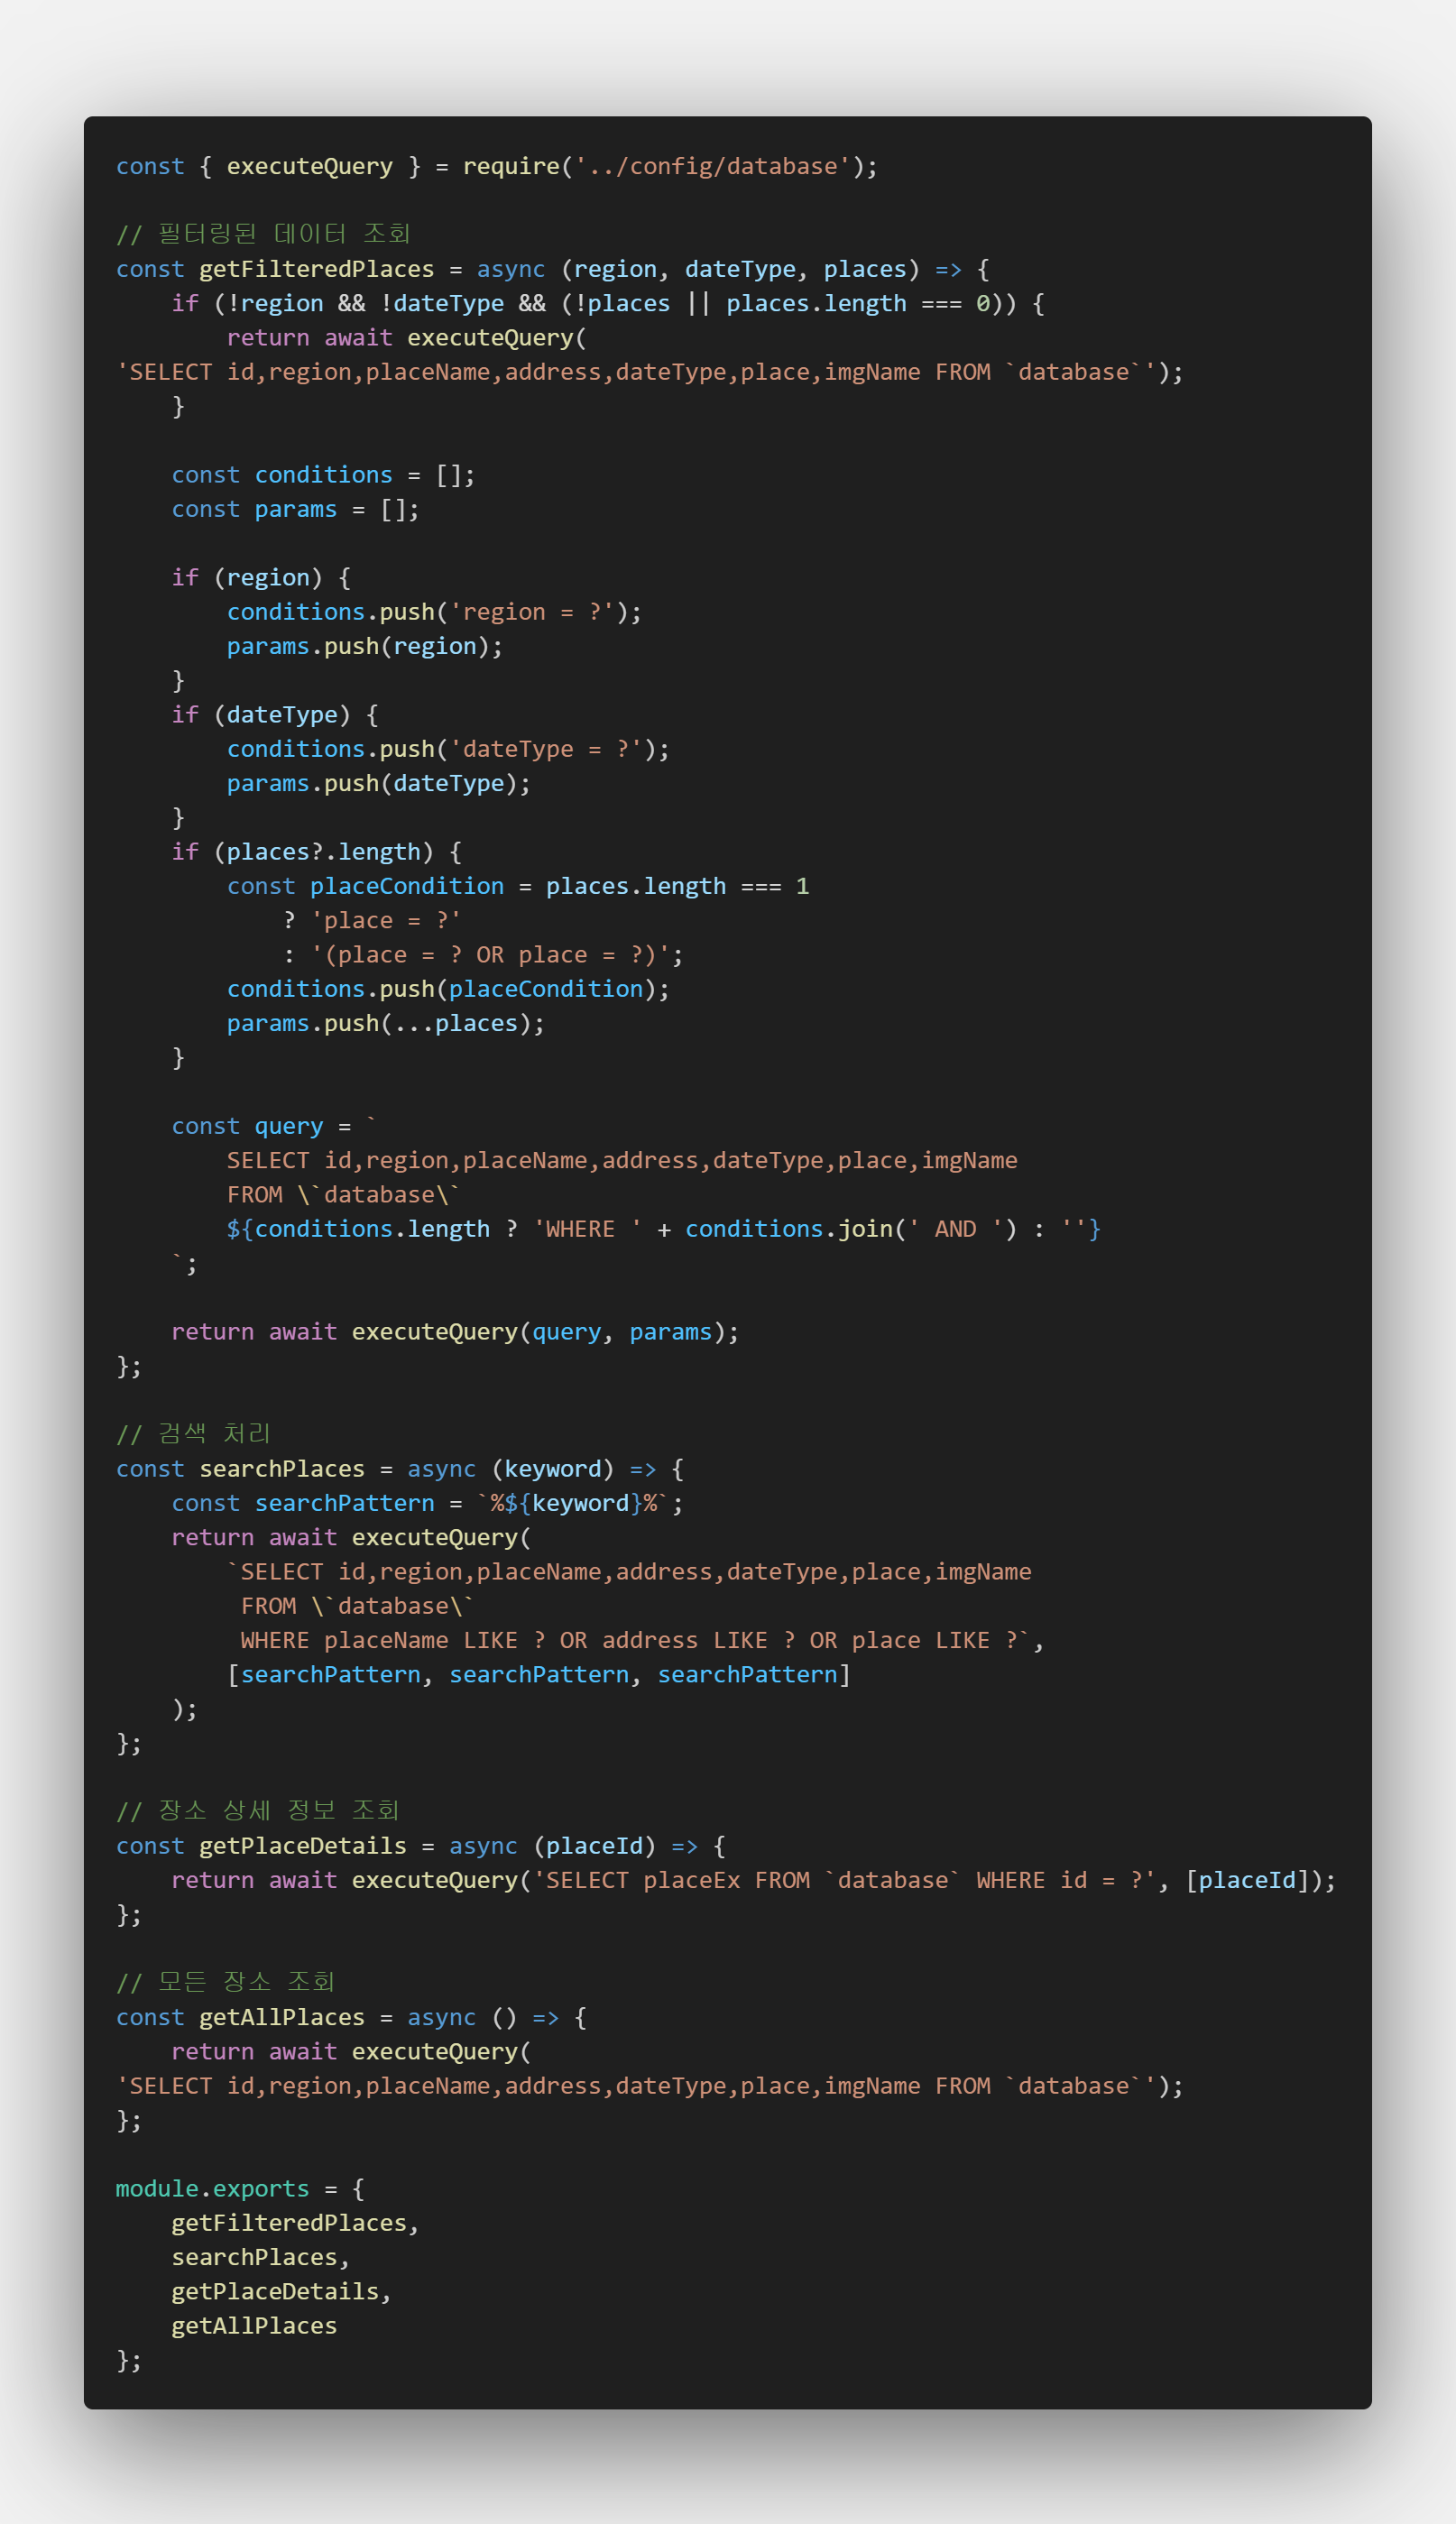 const { executeQuery } = require('../config/database');

// 필터링된 데이터 조회
const getFilteredPlaces = async (region, dateType, places) => {
    if (!region && !dateType && (!places || places.length === 0)) {
        return await executeQuery(
'SELECT id,region,placeName,address,dateType,place,imgName FROM `database`');
    }

    const conditions = [];
    const params = [];

    if (region) {
        conditions.push('region = ?');
        params.push(region);
    }
    if (dateType) {
        conditions.push('dateType = ?');
        params.push(dateType);
    }
    if (places?.length) {
        const placeCondition = places.length === 1
            ? 'place = ?'
            : '(place = ? OR place = ?)';
        conditions.push(placeCondition);
        params.push(...places);
    }

    const query = `
        SELECT id,region,placeName,address,dateType,place,imgName
        FROM \`database\`
        ${conditions.length ? 'WHERE ' + conditions.join(' AND ') : ''}
    `;

    return await executeQuery(query, params);
};

// 검색 처리
const searchPlaces = async (keyword) => {
    const searchPattern = `%${keyword}%`;
    return await executeQuery(
        `SELECT id,region,placeName,address,dateType,place,imgName
         FROM \`database\`
         WHERE placeName LIKE ? OR address LIKE ? OR place LIKE ?`,
        [searchPattern, searchPattern, searchPattern]
    );
};

// 장소 상세 정보 조회
const getPlaceDetails = async (placeId) => {
    return await executeQuery('SELECT placeEx FROM `database` WHERE id = ?', [placeId]);
};

// 모든 장소 조회
const getAllPlaces = async () => {
    return await executeQuery(
'SELECT id,region,placeName,address,dateType,place,imgName FROM `database`');
};

module.exports = {
    getFilteredPlaces,
    searchPlaces,
    getPlaceDetails,
    getAllPlaces
};